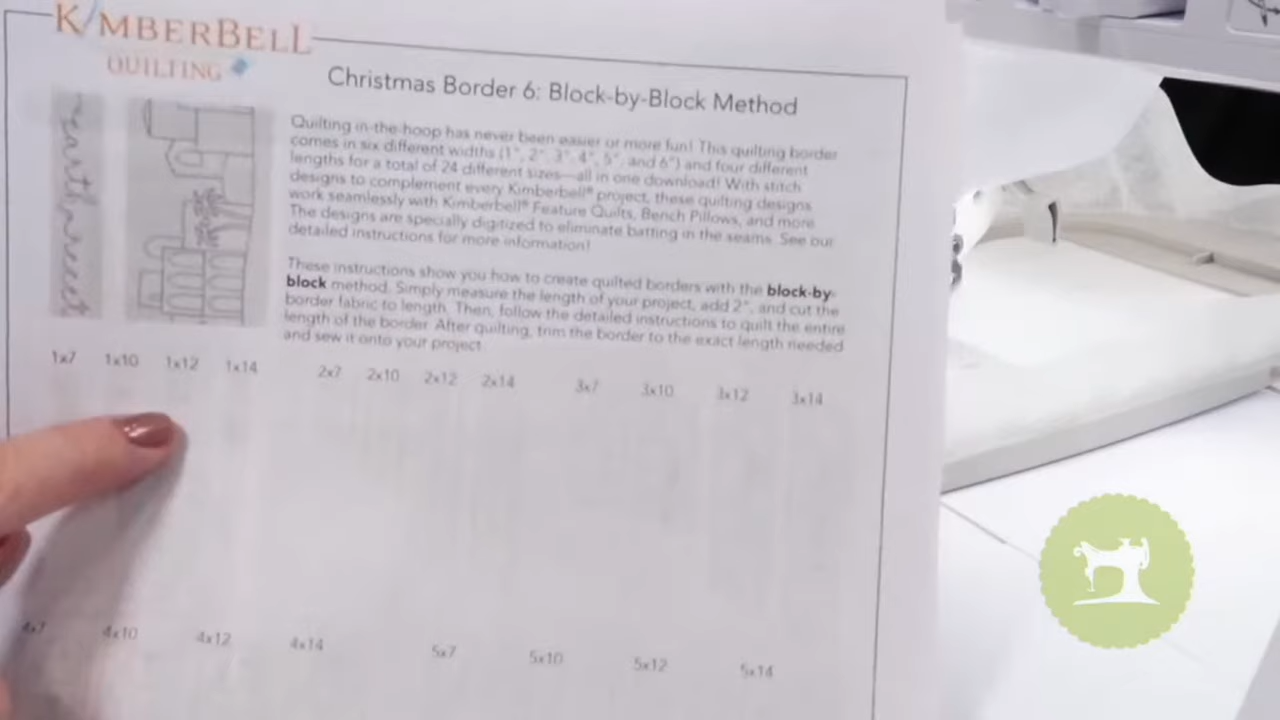 KIMBERBELL
QUILTING
Christmas Border 6: Block-by-Block Method
Quilting in-the-hoop has never been easier or more fun! This quilting border
comes in six different widths (1", 2", 3", 4", 5", and 6") and four different
lengths for a total of 24 different sizes—all in one download! With stitch
designs to complement every Kimberbell® project, these quilting designs
work seamlessly with Kimberbell® Feature Quilts, Bench Pillows, and more.
The designs are specially digitized to eliminate batting in the seams. See our
detailed instructions for more information!
These instructions show you how to create quilted borders with the block-by-
block method. Simply measure the length of your project, add 2", and cut the
border fabric to length. Then, follow the detailed instructions to quilt the entire
length of the border. After quilting, trim the border to the exact length needed
and sew it onto your project.
1x7 1x10 1x12 1x14 2x7 2x10 2x12 2x14 3x7 3x10 3x12 3x14
4x7 4x10 4x12 4x14 5x7 5x10 5x12 5x14